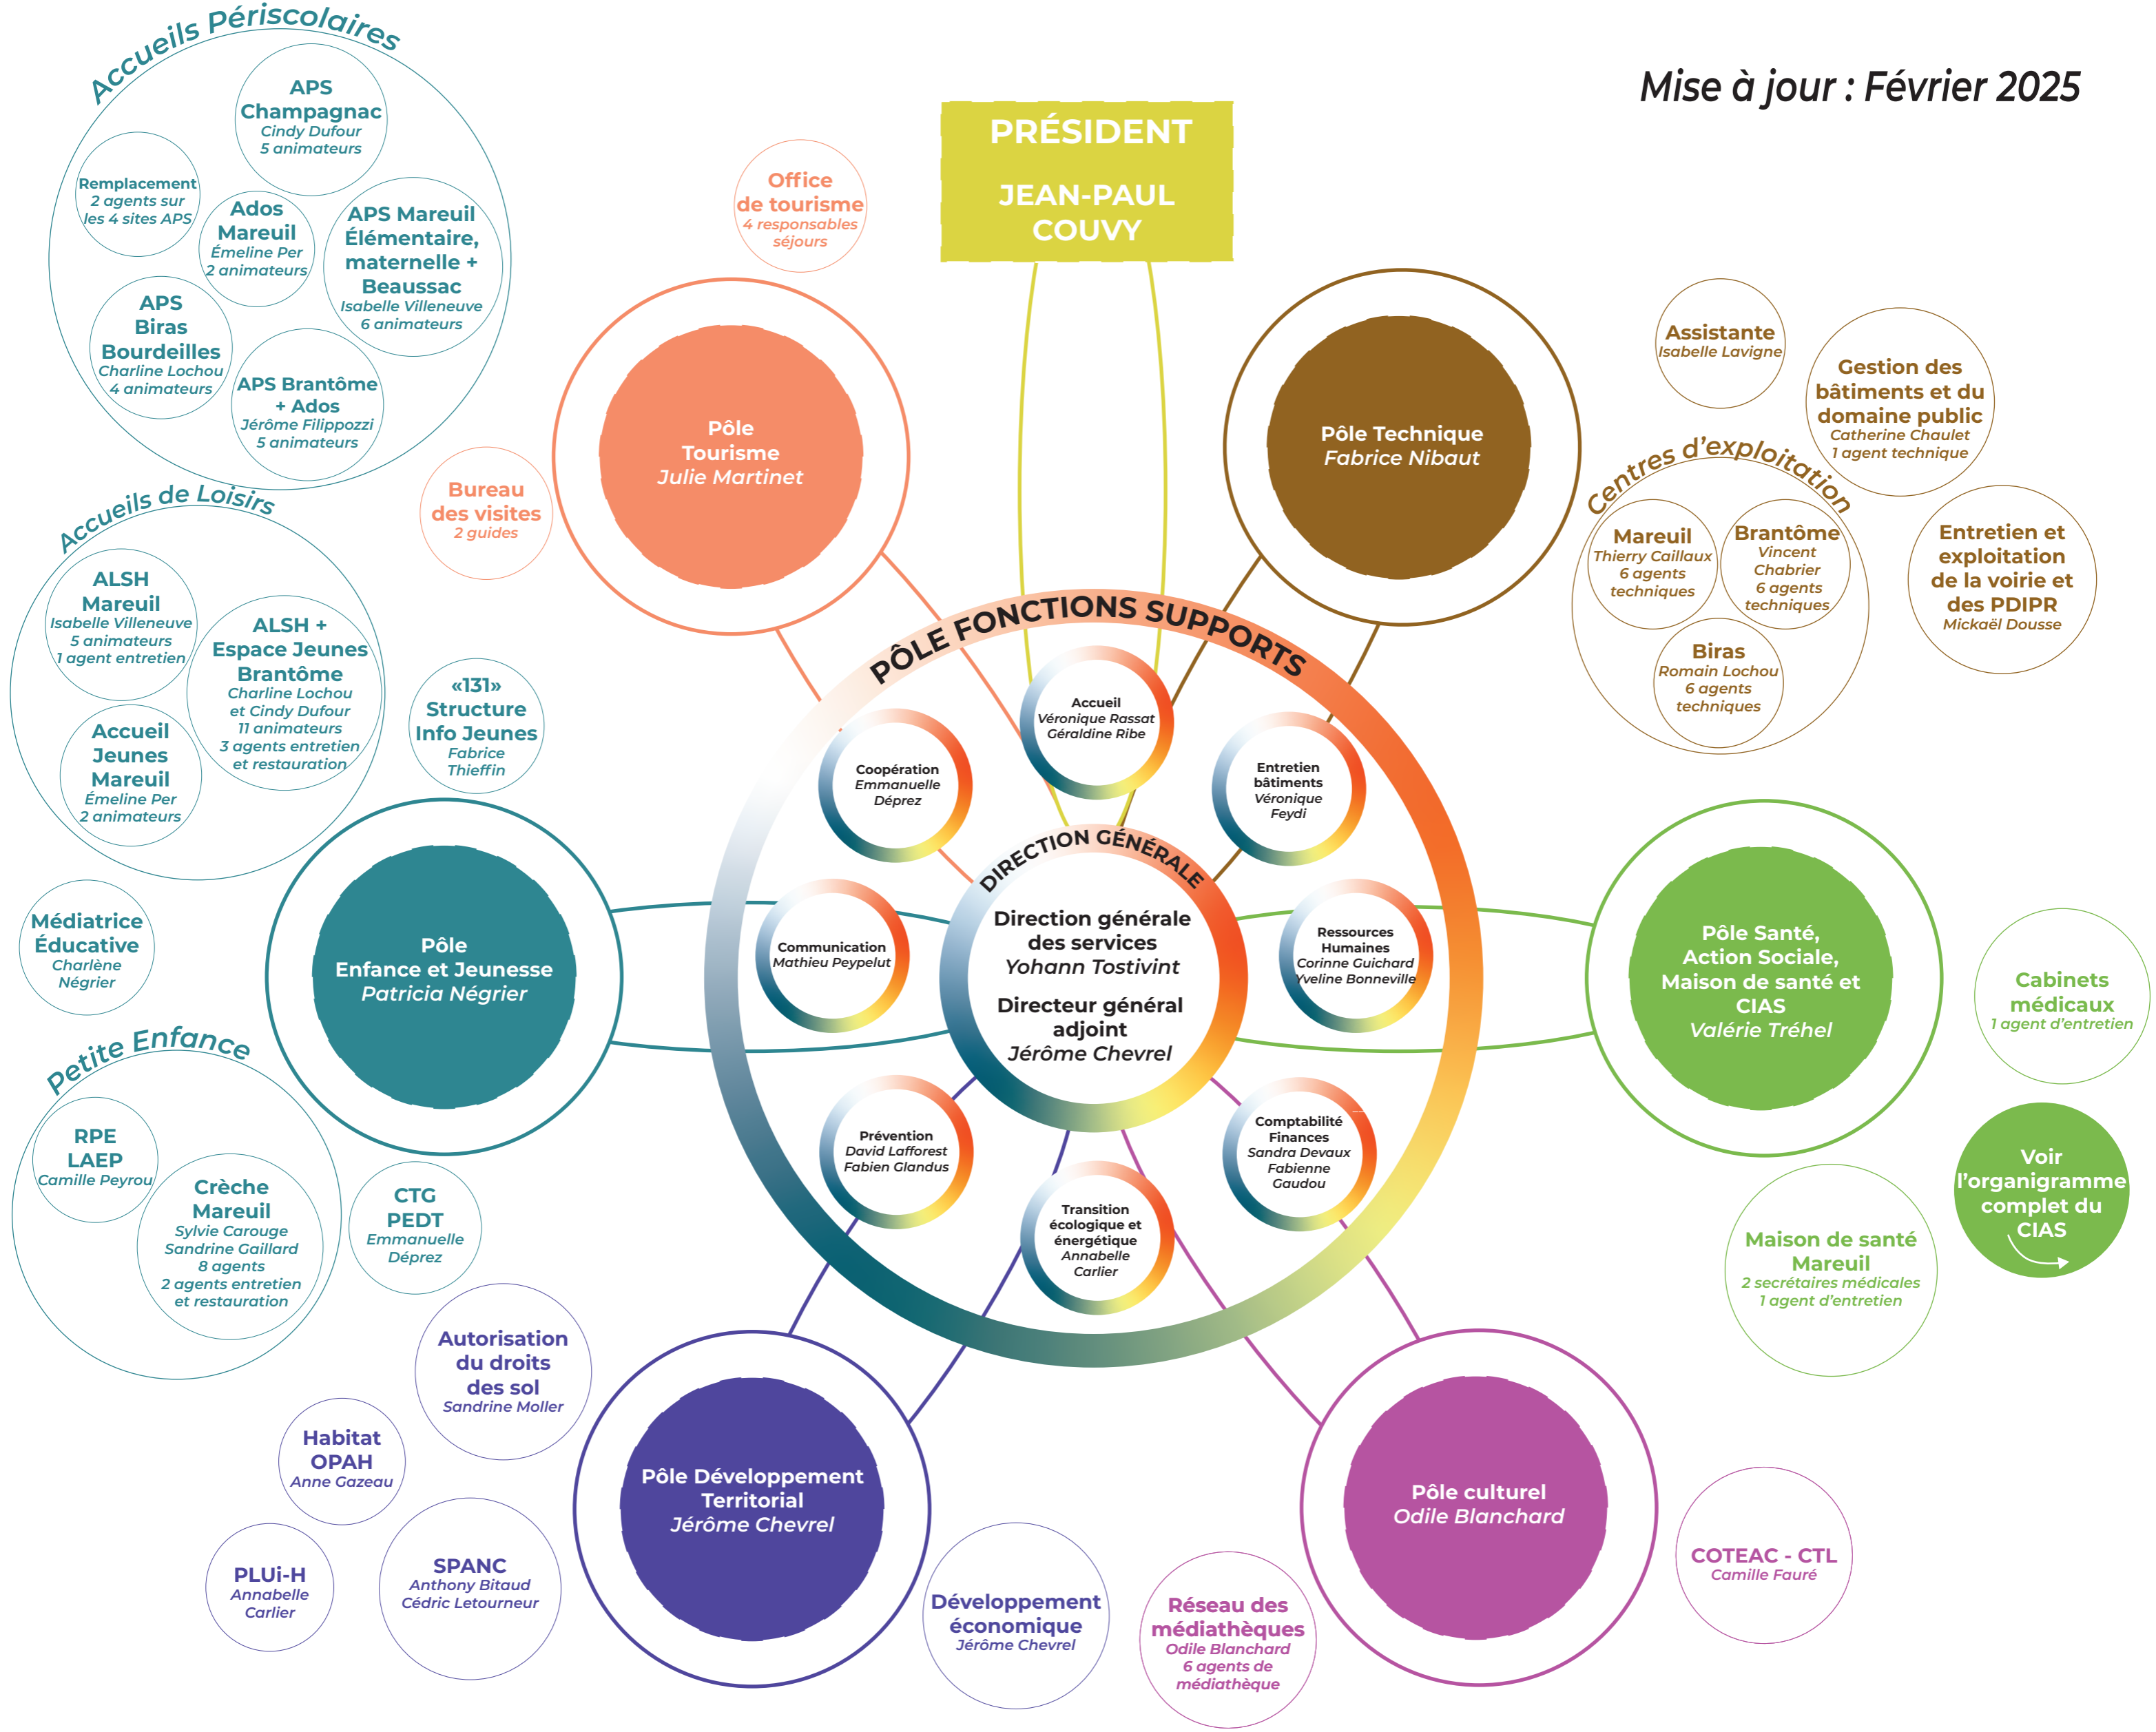 Mise à jour : Février 2025
PRÉSIDENT
JEAN-PAUL
COUVY
Accueils Périscolaires
APS
Champagnac
Cindy Dufour
5 animateurs
Remplacement
2 agents sur
les 4 sites APS
Ados
Mareuil
Émeline Per
2 animateurs
APS Mareuil
Élémentaire,
maternelle +
Beaussac
Isabelle Villeneuve
6 animateurs
APS
Biras
Bourdeilles
Charline Lochou
4 animateurs
APS Brantôme
+ Ados
Jérôme Filippozzi
5 animateurs
Accueils de Loisirs
ALSH
Mareuil
Isabelle Villeneuve
5 animateurs
1 agent entretien
ALSH +
Espace Jeunes
Brantôme
Charline Lochou
et Cindy Dufour
11 animateurs
3 agents entretien
et restauration
Accueil
Jeunes
Mareuil
Émeline Per
2 animateurs
«131»
Structure
Info Jeunes
Fabrice
Thieffin
Médiatrice
Éducative
Charlène
Négrier
Pôle
Enfance et Jeunesse
Patricia Négrier
Petite Enfance
RPE
LAEP
Camille Peyrou
Crèche
Mareuil
Sylvie Carouge
Sandrine Gaillard
8 agents
2 agents entretien
et restauration
CTG
PEDT
Emmanuelle
Déprez
Office
de tourisme
4 responsables
séjours
Bureau
des visites
2 guides
Pôle
Tourisme
Julie Martinet
Pôle Technique
Fabrice Nibaut
Assistante
Isabelle Lavigne
Gestion des
bâtiments et du
domaine public
Catherine Chaulet
1 agent technique
Centres d'exploitation
Mareuil
Thierry Caillaux
6 agents
techniques
Brantôme
Vincent
Chabrier
6 agents
techniques
Biras
Romain Lochou
6 agents
techniques
Entretien et
exploitation
de la voirie et
des PDIPR
Mickaël Dousse
PÔLE FONCTIONS SUPPORTS
Accueil
Véronique Rassat
Géraldine Ribe
Coopération
Emmanuelle
Déprez
Entretien
bâtiments
Véronique
Feydi
Communication
Mathieu Peypelut
Ressources
Humaines
Corinne Guichard
Yveline Bonneville
Prévention
David Lafforest
Fabien Glandus
Comptabilité
Finances
Sandra Devaux
Fabienne
Gaudou
Transition
écologique et
énergétique
Annabelle
Carlier
DIRECTION GÉNÉRALE
Direction générale
des services
Yohann Tostivint
Directeur général
adjoint
Jérôme Chevrel
Pôle Santé,
Action Sociale,
Maison de santé et
CIAS
Valérie Tréhel
Cabinets
médicaux
1 agent d'entretien
Voir
l'organigramme
complet du
CIAS
Maison de santé
Mareuil
2 secrétaires médicales
1 agent d'entretien
Autorisation
du droits
des sol
Sandrine Moller
Habitat
OPAH
Anne Gazeau
PLUi-H
Annabelle
Carlier
SPANC
Anthony Bitaud
Cédric Letourneur
Pôle Développement
Territorial
Jérôme Chevrel
Développement
économique
Jérôme Chevrel
Pôle culturel
Odile Blanchard
Réseau des
médiathèques
Odile Blanchard
6 agents de
médiathèque
COTEAC - CTL
Camille Fauré